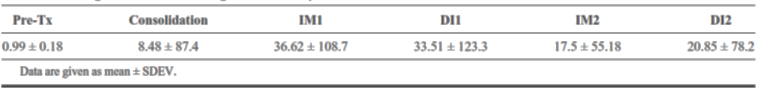 Pre-Tx Consolidation IM1 DI1 IM2 DI2
0.99 ± 0.18 8.48 ± 87.4 36.62 ± 108.7 33.51 ± 123.3 17.5 ± 55.18 20.85 ± 78.2
Data are given as mean ± SDEV.